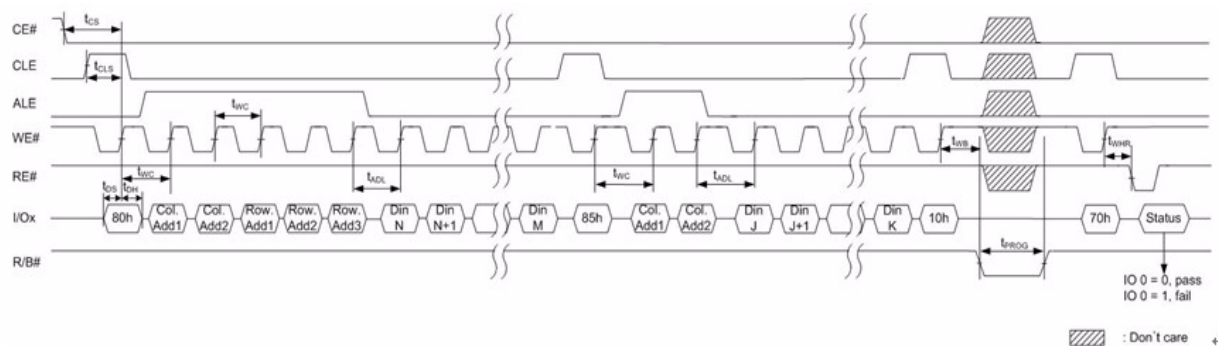 CE#
tCS
CLE
tCLS
ALE
tWC
WE#
tWC
tADL
tWC
tADL
tWB
tWHR
RE#
tDS
tDH
I/Ox
80h
Col. Add1
Col. Add2
Row. Add1
Row. Add2
Row. Add3
Din N
Din N+1
Din M
85h
Col. Add1
Col. Add2
Din J
Din J+1
Din K
10h
70h
Status
R/B#
tPROG
IO 0 = 0, pass
IO 0 = 1, fail
: Don`t care